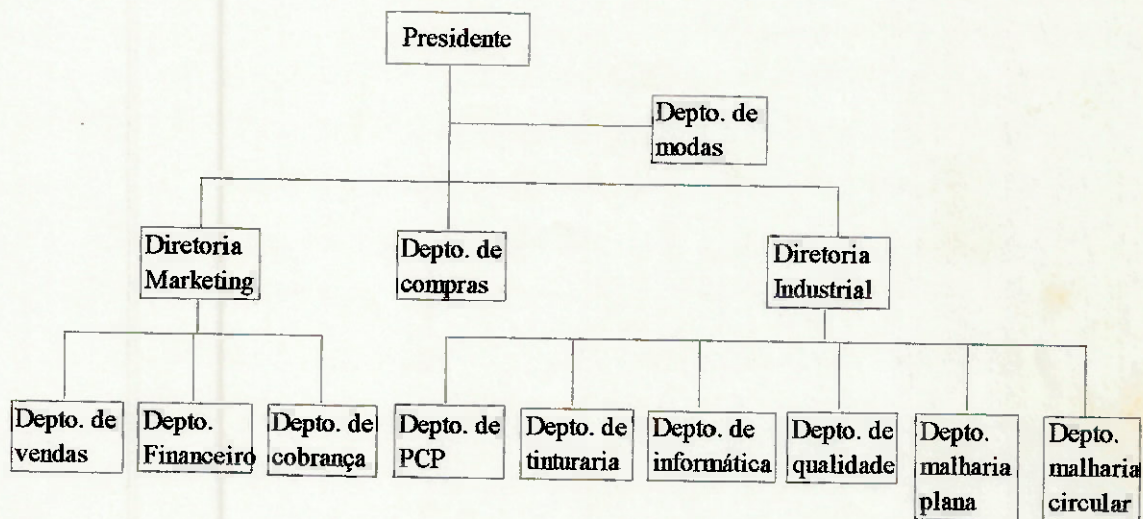 Presidente
Depto. de
modas
Diretoria
Marketing
Depto. de
compras
Diretoria
Industrial
Depto. de
vendas
Depto.
Financeiro
Depto. de
cobrança
Depto. de
PCP
Depto. de
tinturaria
Depto. de
informática
Depto. de
qualidade
Depto.
malharia
plana
Depto.
malharia
circular